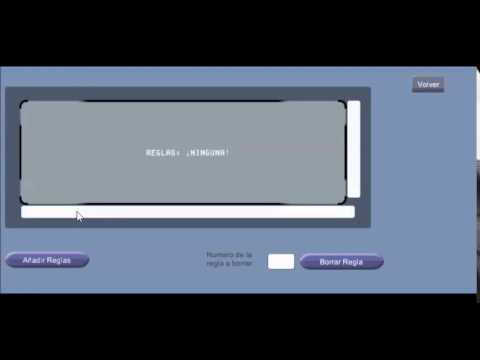 Volver
REGLAS: ¡NINGUNA!
Añadir Reglas
Numero de la
regla a borrar
Borrar Regla